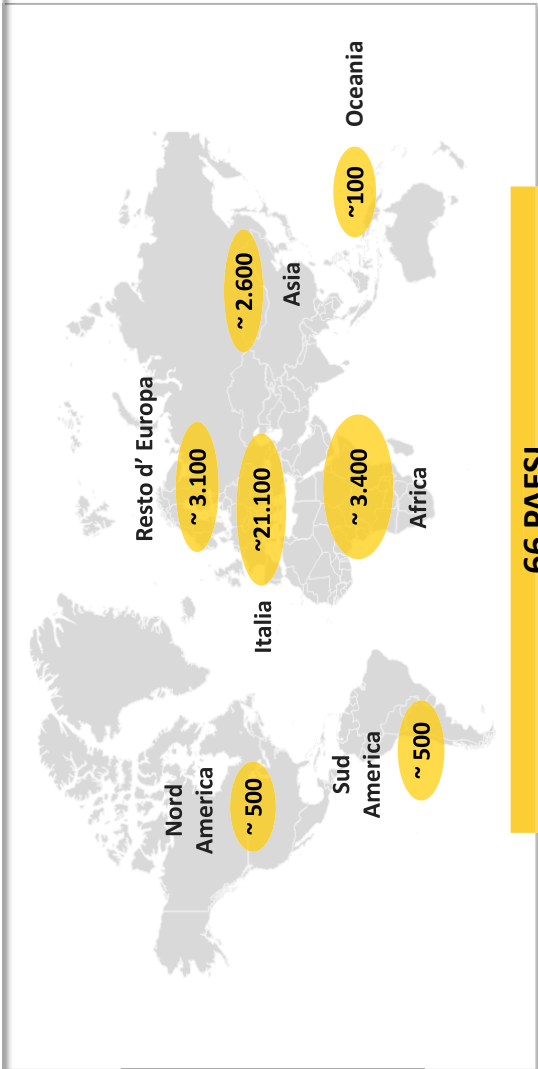 Resto d’ Europa
~ 3.100
Nord
America
~ 500
Italia
~21.100
~ 2.600
Asia
Sud
America
~ 500
~ 3.400
Africa
~100
Oceania
66 PAESI